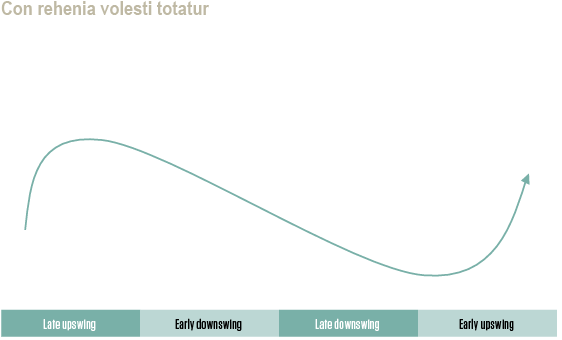 Con rehenia volesti totatur
Late upswing
Early downswing
Late downswing
Early upswing